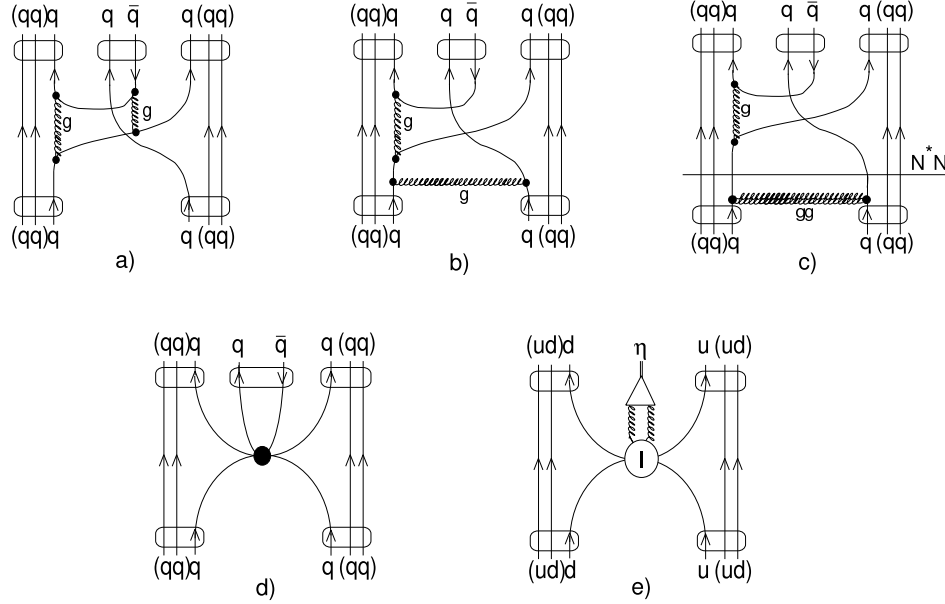 (qq)q q q̄ q (qq)
g g
(qq)q q (qq)
a)
(qq)q q q̄ q (qq)
g
g
(qq)q q (qq)
b)
(qq)q q q̄ q (qq)
g
N*N
gg
(qq)q q (qq)
c)
(qq)q q q̄ q (qq)
(qq)q q (qq)
d)
(ud)d η u (ud)
I
(ud)d u (ud)
e)